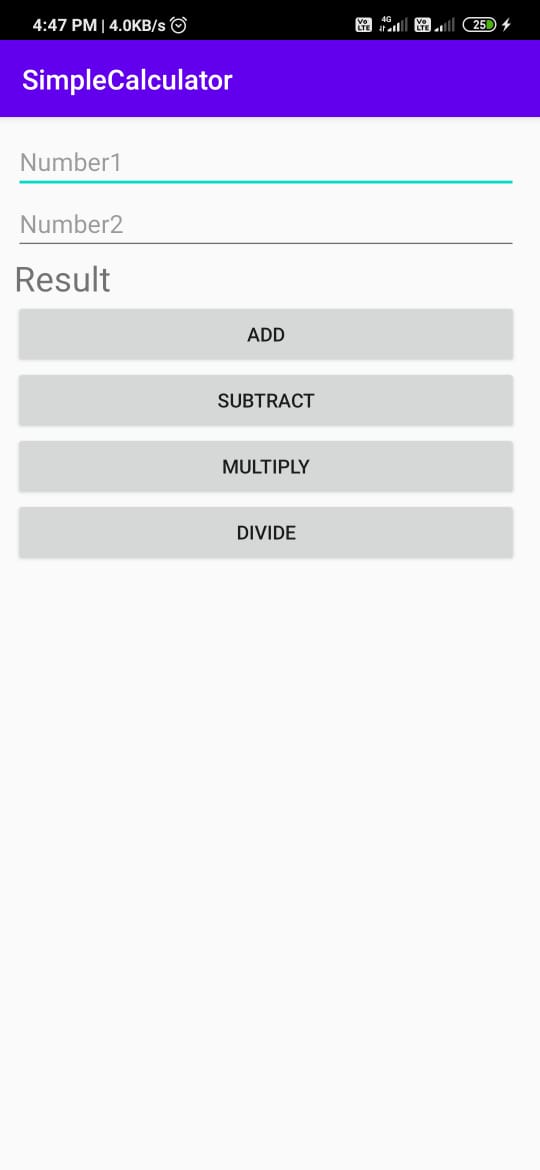 4:47 PM | 4.0KB/s
Vo LTE 4G Vo LTE 25
SimpleCalculator
Number1
Number2
Result
ADD
SUBTRACT
MULTIPLY
DIVIDE